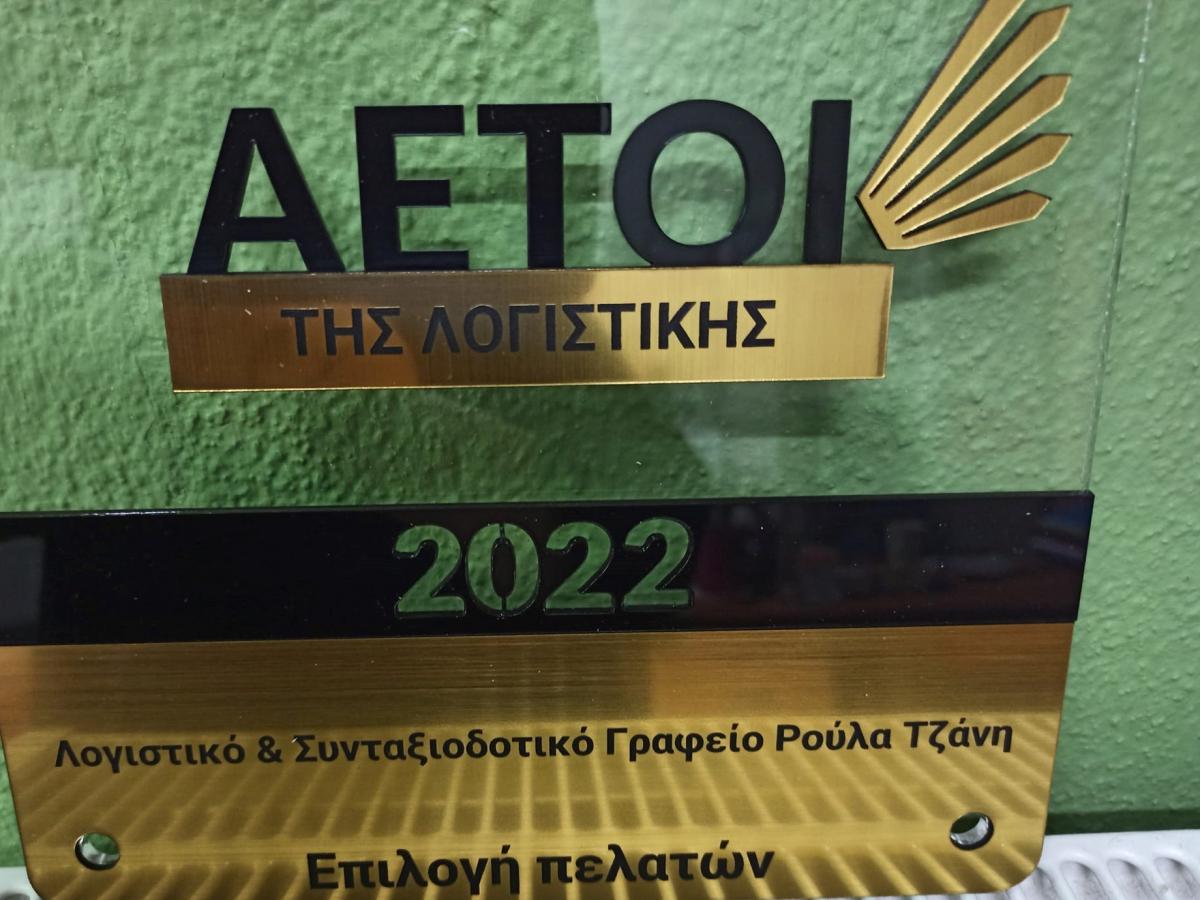 ΑΕΤΟΙ
ΤΗΣ ΛΟΓΙΣΤΙΚΗΣ
2022
Λογιστικό & Συνταξιοδοτικό Γραφείο Ρούλα Τζάνη
Επιλογή πελατών